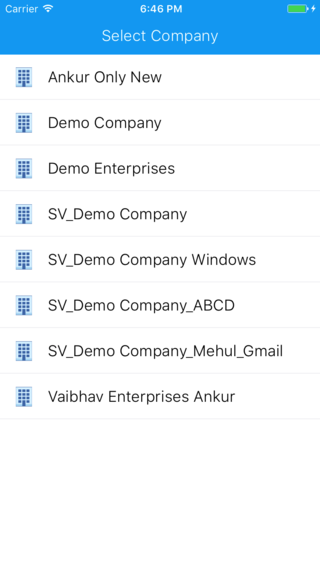 Carrier 6:46 PM
Select Company
Ankur Only New
Demo Company
Demo Enterprises
SV_Demo Company
SV_Demo Company Windows
SV_Demo Company_ABCD
SV_Demo Company_Mehul_Gmail
Vaibhav Enterprises Ankur